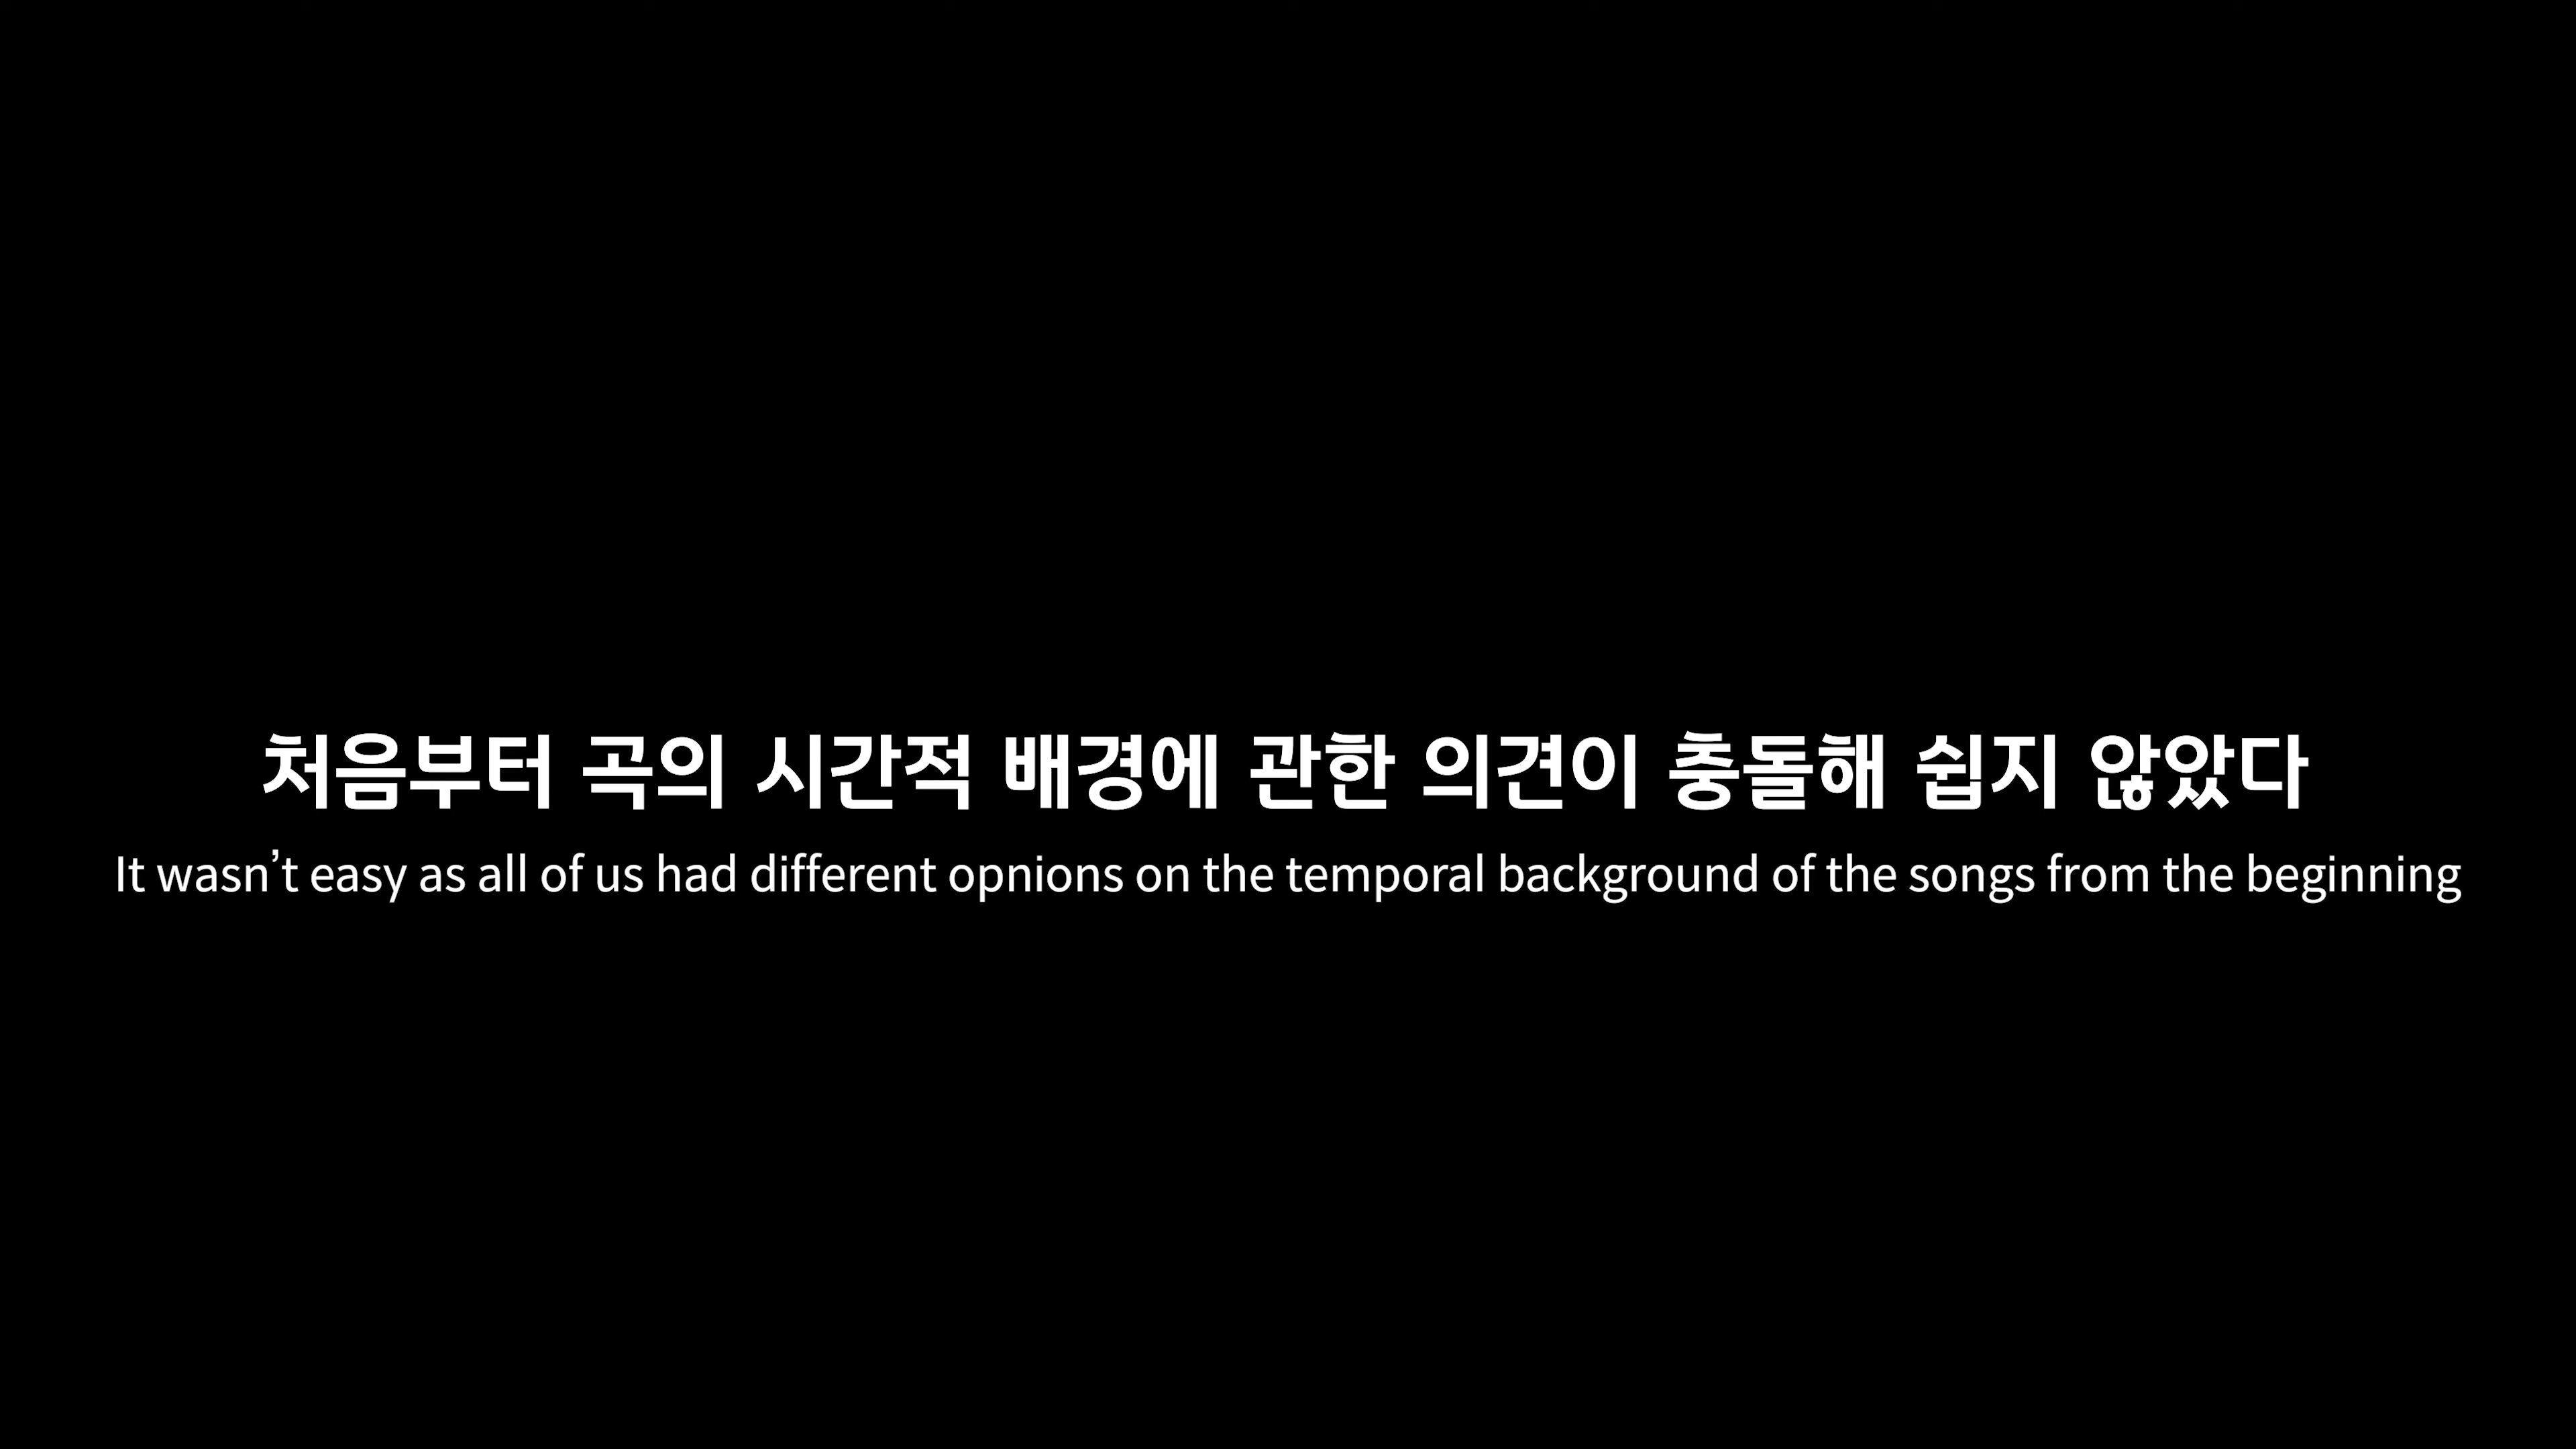 처음부터 곡의 시간적 배경에 관한 의견이 충돌해 쉽지 않았다
It wasn’t easy as all of us had different opnions on the temporal background of the songs from the beginning